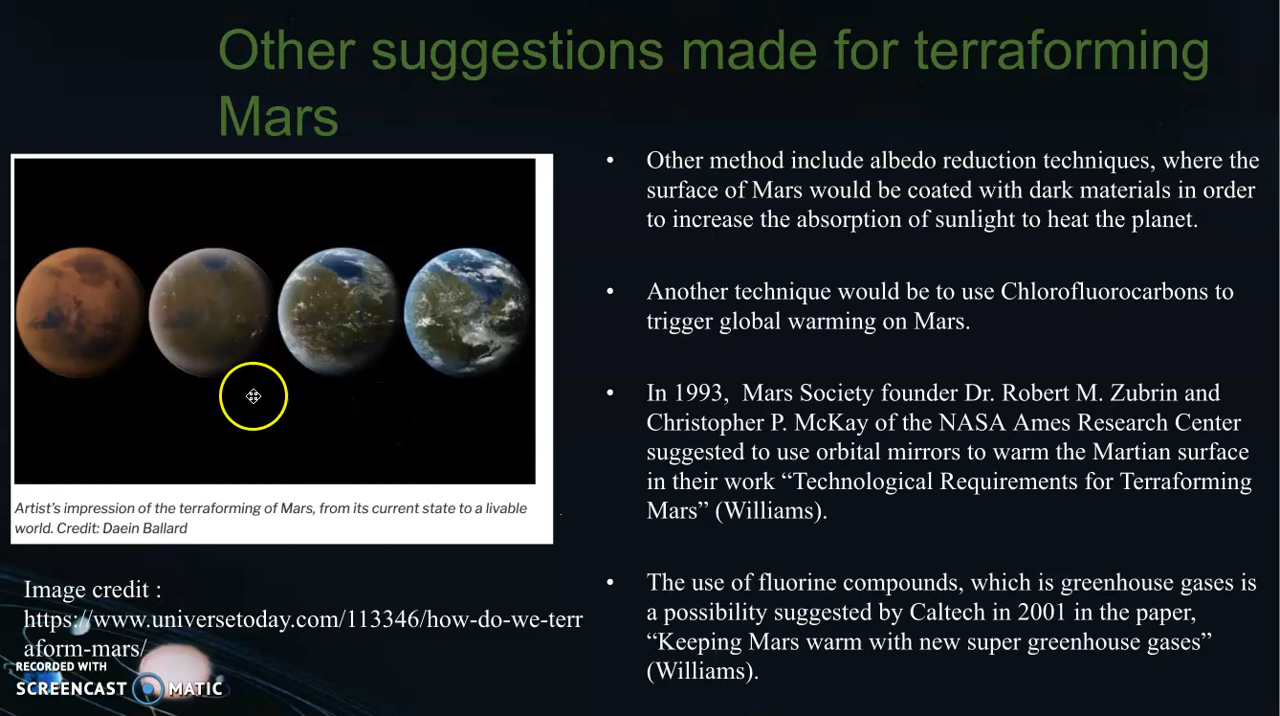 Other suggestions made for terraforming
Mars
Artist's impression of the terraforming of Mars, from its current state to a livable
world. Credit: Daein Ballard
Image credit :
https://www.universetoday.com/113346/how-do-we-terr
aform-mars/
RECORDED WITH
SCREENCAST MATIC
• Other method include albedo reduction techniques, where the
surface of Mars would be coated with dark materials in order
to increase the absorption of sunlight to heat the planet.
• Another technique would be to use Chlorofluorocarbons to
trigger global warming on Mars.
• In 1993,  Mars Society founder Dr. Robert M. Zubrin and
Christopher P. McKay of the NASA Ames Research Center
suggested to use orbital mirrors to warm the Martian surface
in their work “Technological Requirements for Terraforming
Mars” (Williams).
• The use of fluorine compounds, which is greenhouse gases is
a possibility suggested by Caltech in 2001 in the paper,
“Keeping Mars warm with new super greenhouse gases”
(Williams).